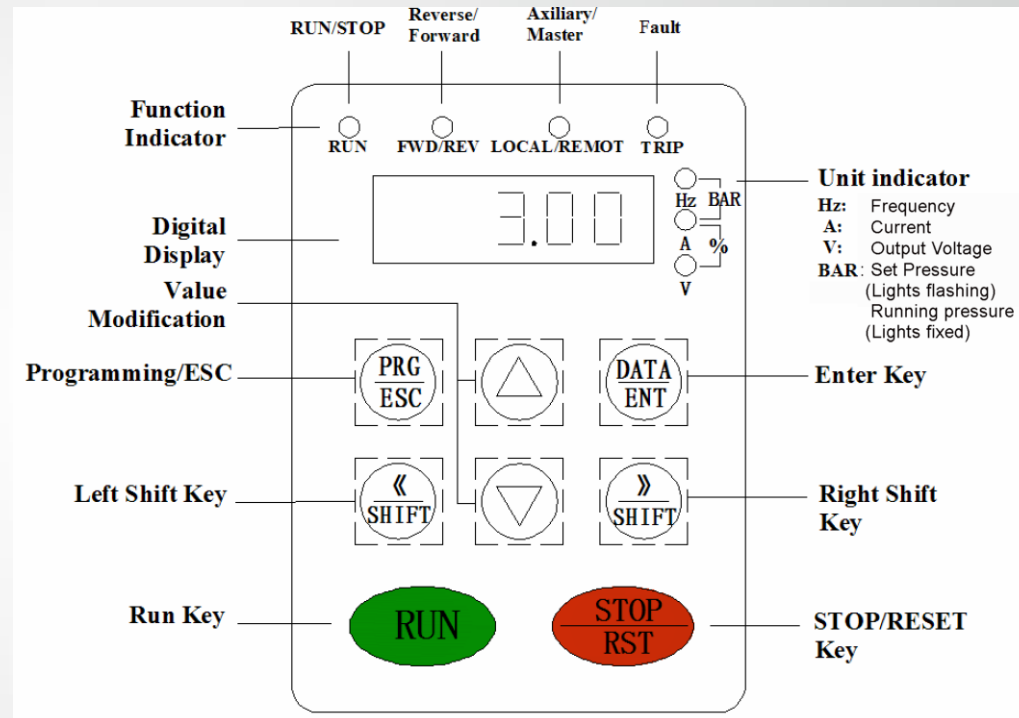 RUN/STOP
Reverse/
Forward
Axiliary/
Master
Fault
Function
Indicator
RUN
FWD/REV
LOCAL/REMOT
TRIP
Digital
Display
3.00
Hz
BAR
A
%
V
Unit indicator
Hz: Frequency
A: Current
V: Output Voltage
BAR: Set Pressure
(Lights flashing)
Running pressure
(Lights fixed)
Value
Modification
Programming/ESC
PRG
ESC
DATA
ENT
Enter Key
Left Shift Key
《
SHIFT
》
SHIFT
Right Shift
Key
Run Key
RUN
STOP
RST
STOP/RESET
Key